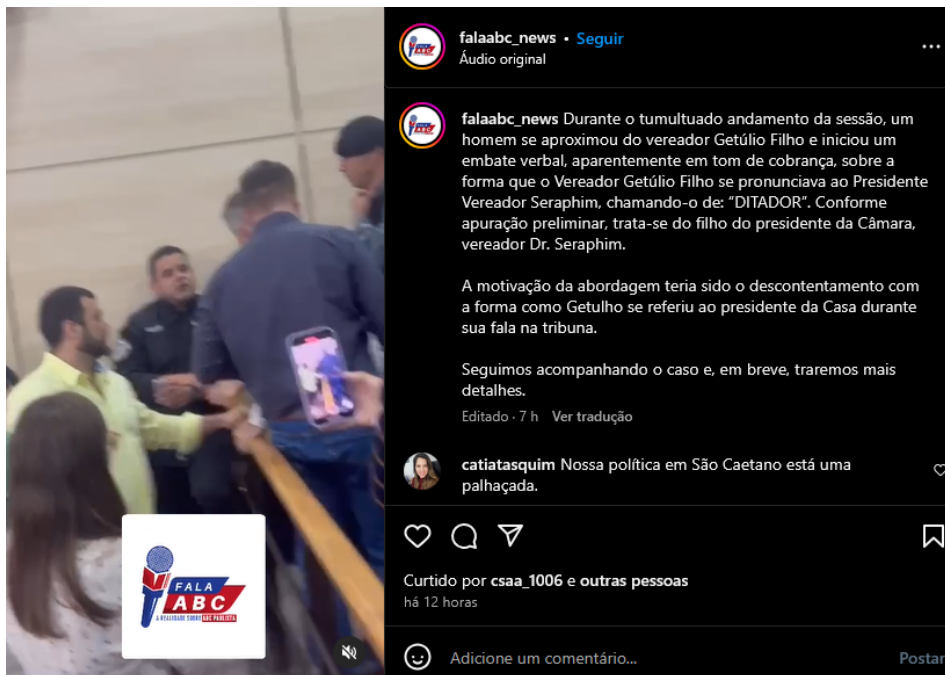 falaabc_news • Seguir
Áudio original
falaabc_news Durante o tumultuado andamento da sessão, um
homem se aproximou do vereador Getúlio Filho e iniciou um
embate verbal, aparentemente em tom de cobrança, sobre a
forma que o Vereador Getúlio Filho se pronunciava ao Presidente
Vereador Seraphim, chamando-o de: “DITADOR”. Conforme
apuração preliminar, trata-se do filho do presidente da Câmara,
vereador Dr. Seraphim.
A motivação da abordagem teria sido o descontentamento com
a forma como Getulho se referiu ao presidente da Casa durante
sua fala na tribuna.
Seguimos acompanhando o caso e, em breve, traremos mais
detalhes.
Editado · 7 h Ver tradução
catiatasquim Nossa política em São Caetano está uma
palhaçada.
Curtido por csaa_1006 e outras pessoas
há 12 horas
Adicione um comentário...
Postar
FALA
ABC
A REALIDADE SOBRE ABC PAULISTA